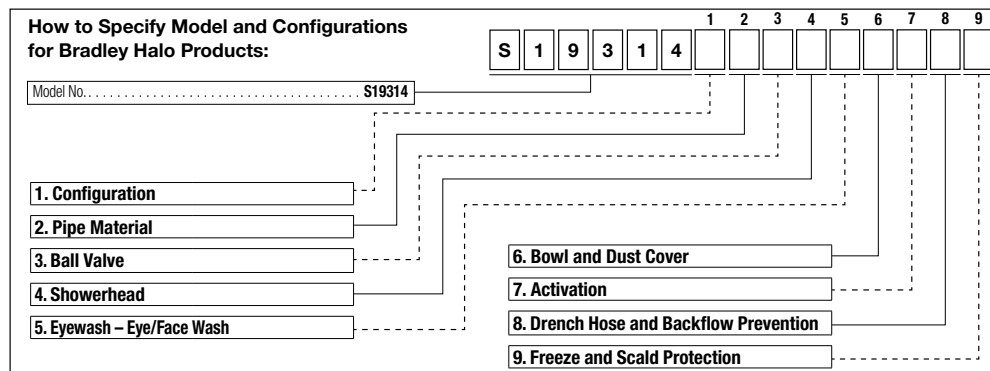 How to Specify Model and Configurations
for Bradley Halo Products:
1 2 3 4 5 6 7 8 9
S 1 9 3 1 4
Model No. . . . . . . . . . . . . . . . . . . . . . . . . . . . . . . . . . . . . . . S19314
1. Configuration
2. Pipe Material
3. Ball Valve
4. Showerhead
5. Eyewash – Eye/Face Wash
6. Bowl and Dust Cover
7. Activation
8. Drench Hose and Backflow Prevention
9. Freeze and Scald Protection